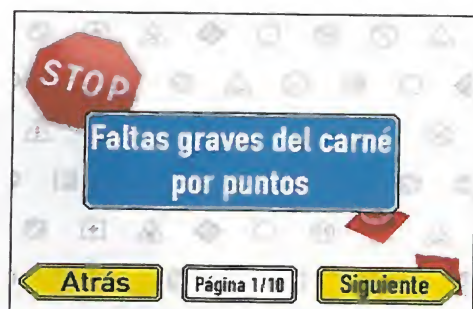 STOP
Faltas graves del carné
por puntos
Atrás
Página 1/10
Siguiente